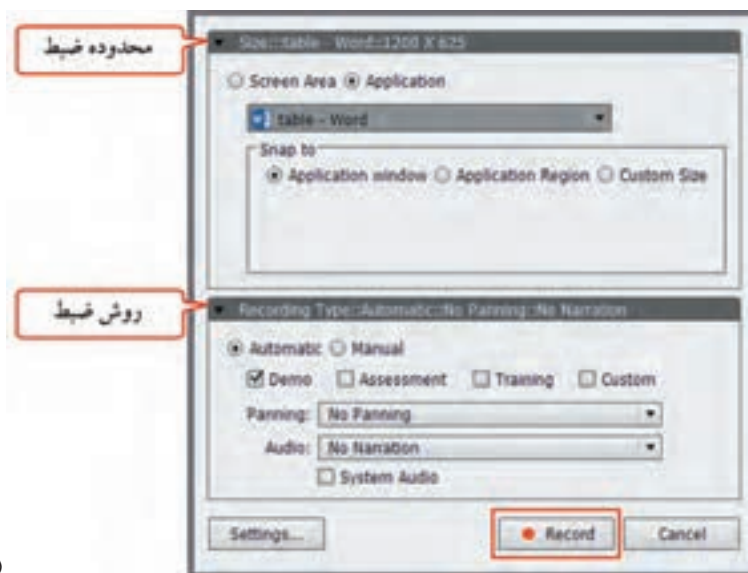 محدوده ضبط
Size::table - Word::1200 X 625
Screen Area Application
table - Word
Snap to
Application window Application Region Custom Size
روش ضبط
Recording Type::Automatic::No Panning::No Narration
Automatic Manual
Demo Assessment Training Custom
Panning: No Panning
Audio: No Narration
System Audio
Settings... Record Cancel